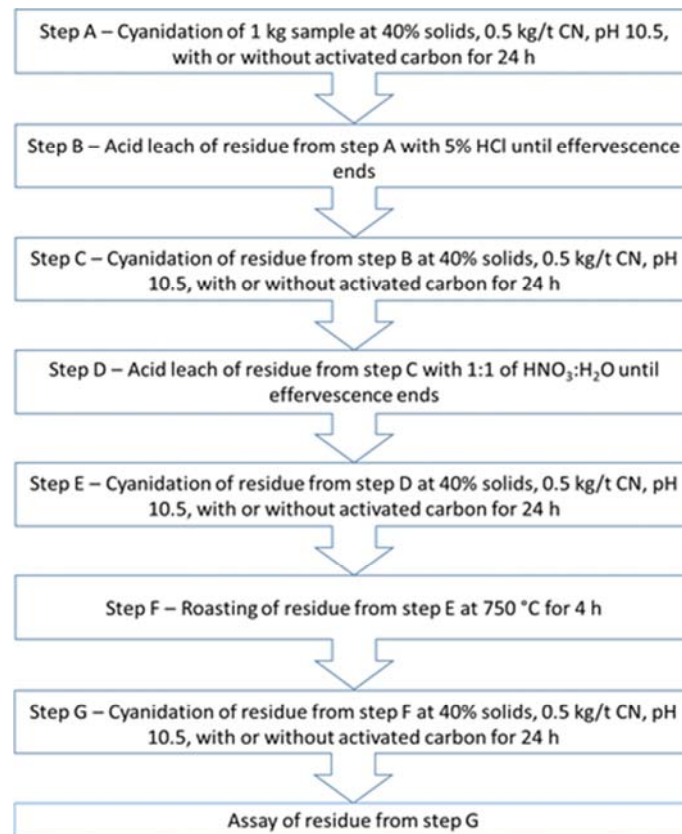 Step A – Cyanidation of 1 kg sample at 40% solids, 0.5 kg/t CN, pH 10.5,
with or without activated carbon for 24 h
Step B – Acid leach of residue from step A with 5% HCl until effervescence
ends
Step C – Cyanidation of residue from step B at 40% solids, 0.5 kg/t CN, pH
10.5, with or without activated carbon for 24 h
Step D – Acid leach of residue from step C with 1:1 of HNO₃:H₂O until
effervescence ends
Step E – Cyanidation of residue from step D at 40% solids, 0.5 kg/t CN, pH
10.5, with or without activated carbon for 24 h
Step F – Roasting of residue from step E at 750 °C for 4 h
Step G – Cyanidation of residue from step F at 40% solids, 0.5 kg/t CN, pH
10.5, with or without activated carbon for 24 h
Assay of residue from step G